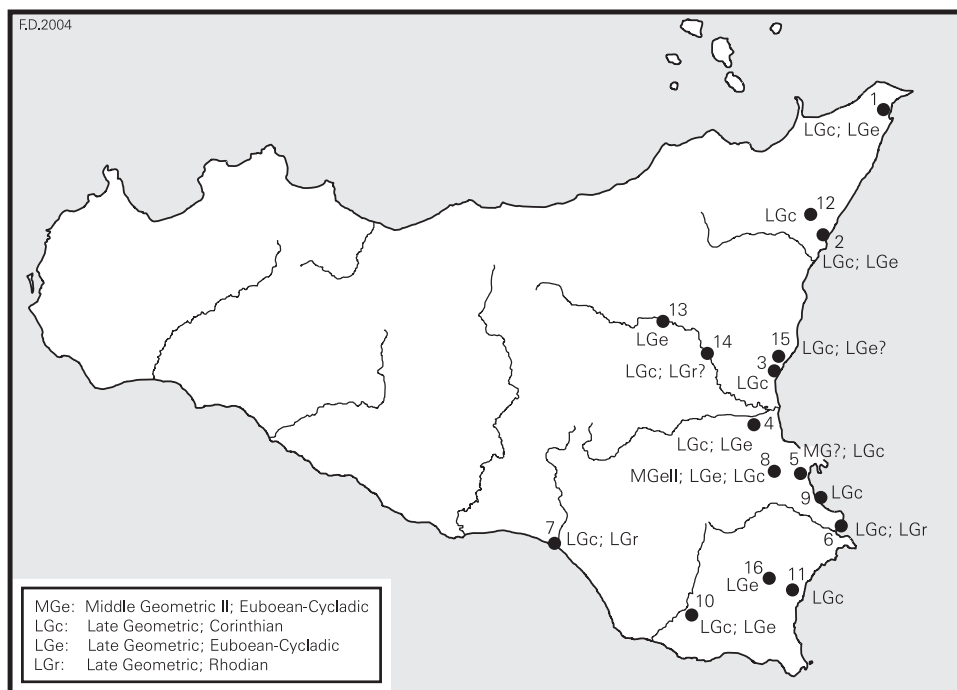 F.D.2004
1
LGc; LGe
12
LGc
2
LGc; LGe
13
LGe
14
LGc; LGr?
15
LGc; LGe?
3
LGc
4
LGc; LGe
MG?; LGc
8
5
MGeII; LGe; LGc
9
LGc
6
LGc; LGr
7
LGc; LGr
16
LGe
11
LGc
10
LGc; LGe
MGe: Middle Geometric II; Euboean-Cycladic
LGc: Late Geometric; Corinthian
LGe: Late Geometric; Euboean-Cycladic
LGr: Late Geometric; Rhodian